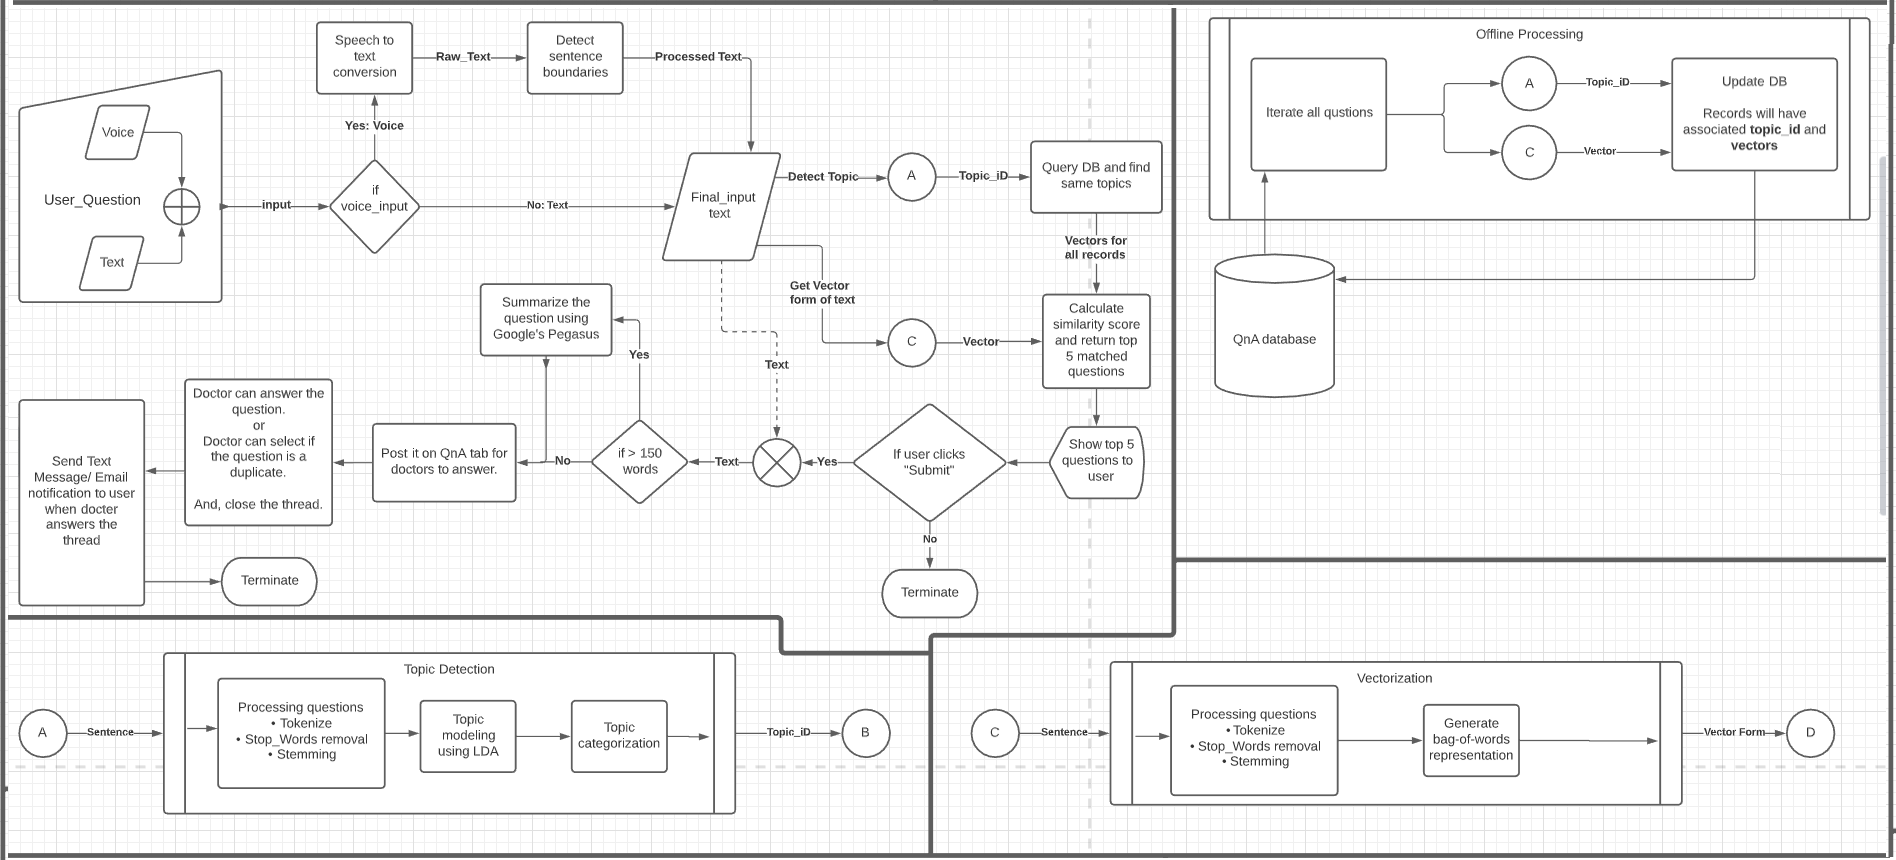 Speech to
text
conversion
Raw_Text
Detect
sentence
boundaries
Processed Text
Yes: Voice
Voice
User_Question
Text
input
if
voice_input
No: Text
Final_input
text
Detect Topic
A
Topic_iD
Query DB and find
same topics
Vectors for
all records
Get Vector
form of text
C
Vector
Calculate
similarity score
and return top
5 matched
questions
Show top 5
questions to
user
If user clicks
"Submit"
No
Terminate
Yes
Text
Text
if > 150
words
Yes
Summarize the
question using
Google's Pegasus
No
Post it on QnA tab for
doctors to answer.
Doctor can answer the
question.
or
Doctor can select if
the question is a
duplicate.
And, close the thread.
Send Text
Message/ Email
notification to user
when docter
answers the
thread
Terminate
Offline Processing
Iterate all qustions
A
Topic_iD
C
Vector
Update DB
Records will have
associated topic_id and
vectors
QnA database
Topic Detection
A
Sentence
Processing questions
• Tokenize
• Stop_Words removal
• Stemming
Topic
modeling
using LDA
Topic
categorization
Topic_iD
B
Vectorization
C
Sentence
Processing questions
• Tokenize
• Stop_Words removal
• Stemming
Generate
bag-of-words
representation
Vector Form
D